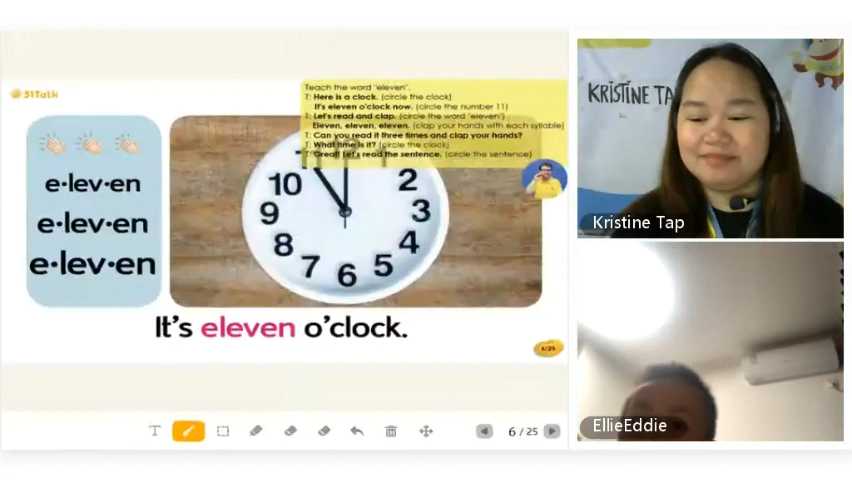 51Talk
Teach the word "eleven".
T: Here is a clock. (circle the clock)
It's eleven o'clock now. (circle the number 11)
T: Let's read and clap. (circle the word "eleven")
Eleven, eleven, eleven. (clap your hands with each syllable)
T: Can you read it three times and clap your hands?
T: What time is it? (circle the clock)
T: Great! Let's read the sentence. (circle the sentence)
e·lev·en
e·lev·en
e·lev·en
10
2
9
3
8
4
7
6
5
It's eleven o'clock.
6/25
T
6 / 25
KRISTINE TA
Kristine Tap
EllieEddie